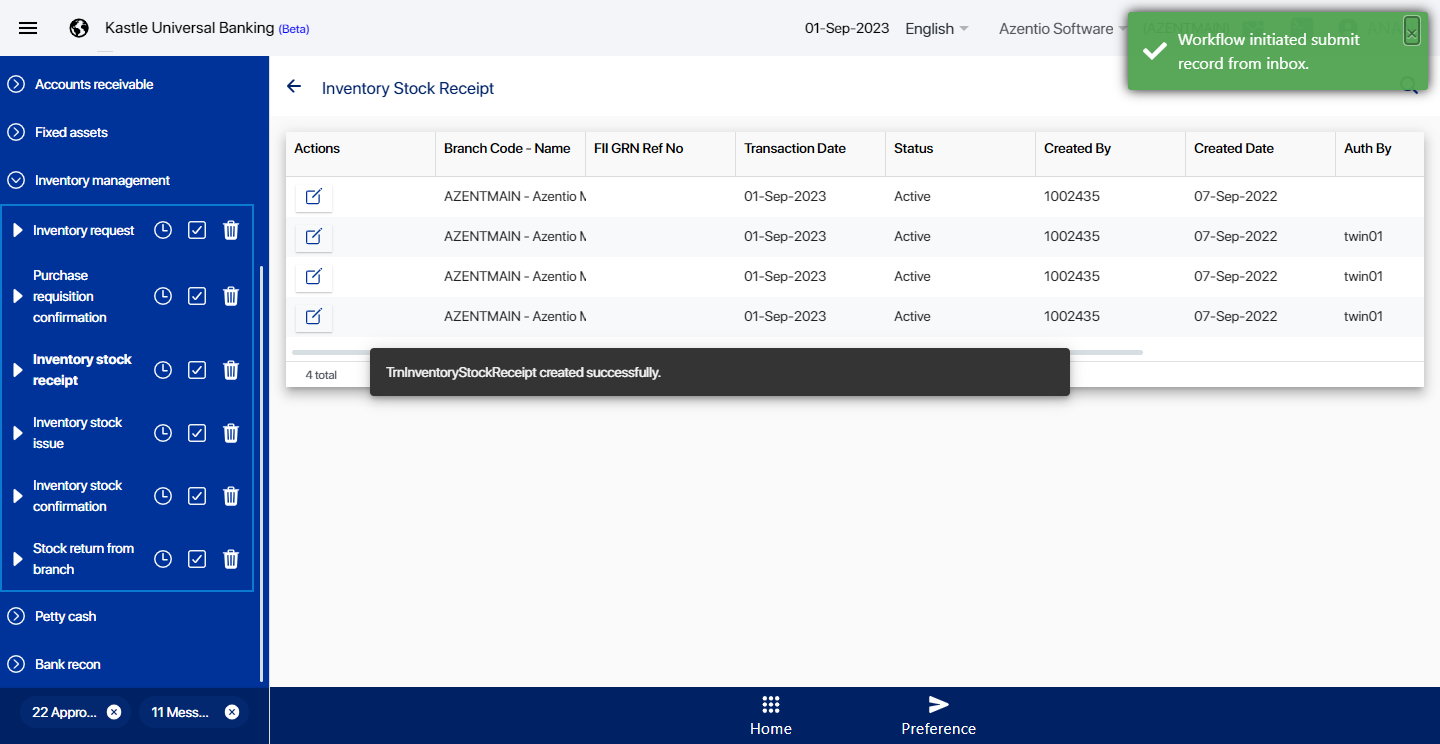 Kastle Universal Banking (Beta)
01-Sep-2023
English
Azentio Software
Workflow initiated submit
record from inbox.
Accounts receivable
Fixed assets
Inventory management
Inventory request
Purchase
requisition
confirmation
Inventory stock
receipt
Inventory stock
issue
Inventory stock
confirmation
Stock return from
branch
Petty cash
Bank recon
22 Appro...
11 Mess...
Inventory Stock Receipt
Actions Branch Code - Name FII GRN Ref No Transaction Date Status Created By Created Date Auth By
AZENTMAIN - Azentio M 01-Sep-2023 Active 1002435 07-Sep-2022
AZENTMAIN - Azentio M 01-Sep-2023 Active 1002435 07-Sep-2022 twin01
AZENTMAIN - Azentio M 01-Sep-2023 Active 1002435 07-Sep-2022 twin01
AZENTMAIN - Azentio M 01-Sep-2023 Active 1002435 07-Sep-2022 twin01
4 total
TrnInventoryStockReceipt created successfully.
Home
Preference